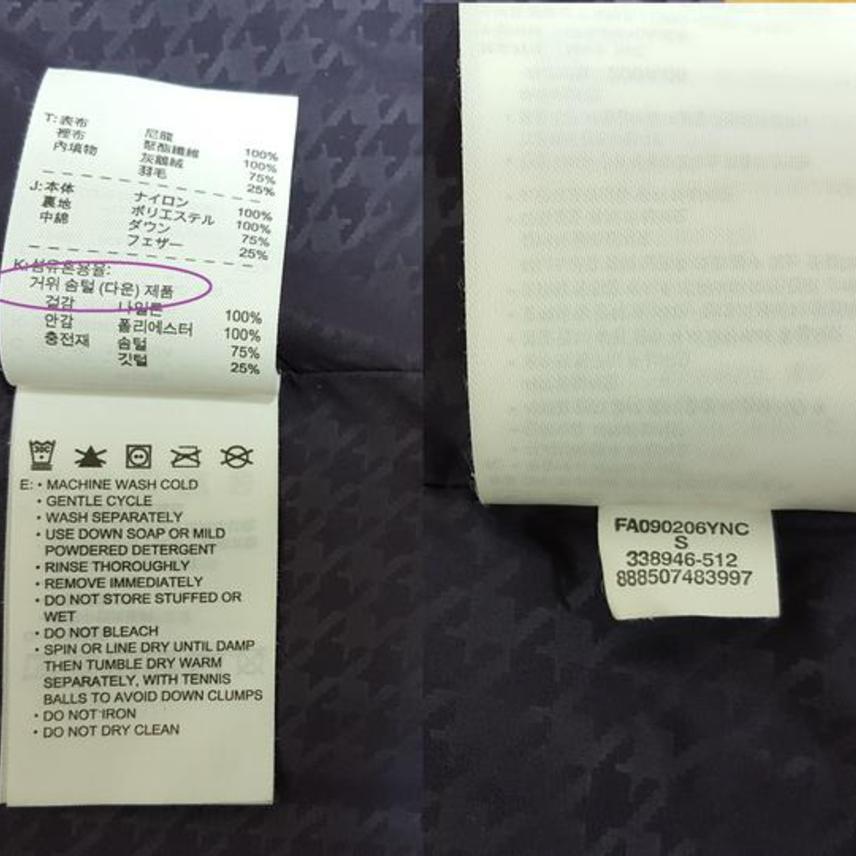 T: 表布 尼龍 100%
裡布 聚酯纖維 100%
內填物 灰鵝絨 75%
羽毛 25%
J: 本体 ナイロン 100%
裏地 ポリエステル 100%
中綿 ダウン 75%
フェザー 25%
K: 섬유혼용율:
거위 솜털 (다운) 제품
겉감 나일론 100%
안감 폴리에스터 100%
충전재 솜털 75%
깃털 25%
30C
E: • MACHINE WASH COLD
• GENTLE CYCLE
• WASH SEPARATELY
• USE DOWN SOAP OR MILD
POWDERED DETERGENT
• RINSE THOROUGHLY
• REMOVE IMMEDIATELY
• DO NOT STORE STUFFED OR
WET
• DO NOT BLEACH
• SPIN OR LINE DRY UNTIL DAMP
THEN TUMBLE DRY WARM
SEPARATELY, WITH TENNIS
BALLS TO AVOID DOWN CLUMPS
• DO NOT IRON
• DO NOT DRY CLEAN
FA090206YNC
S
338946-512
888507483997